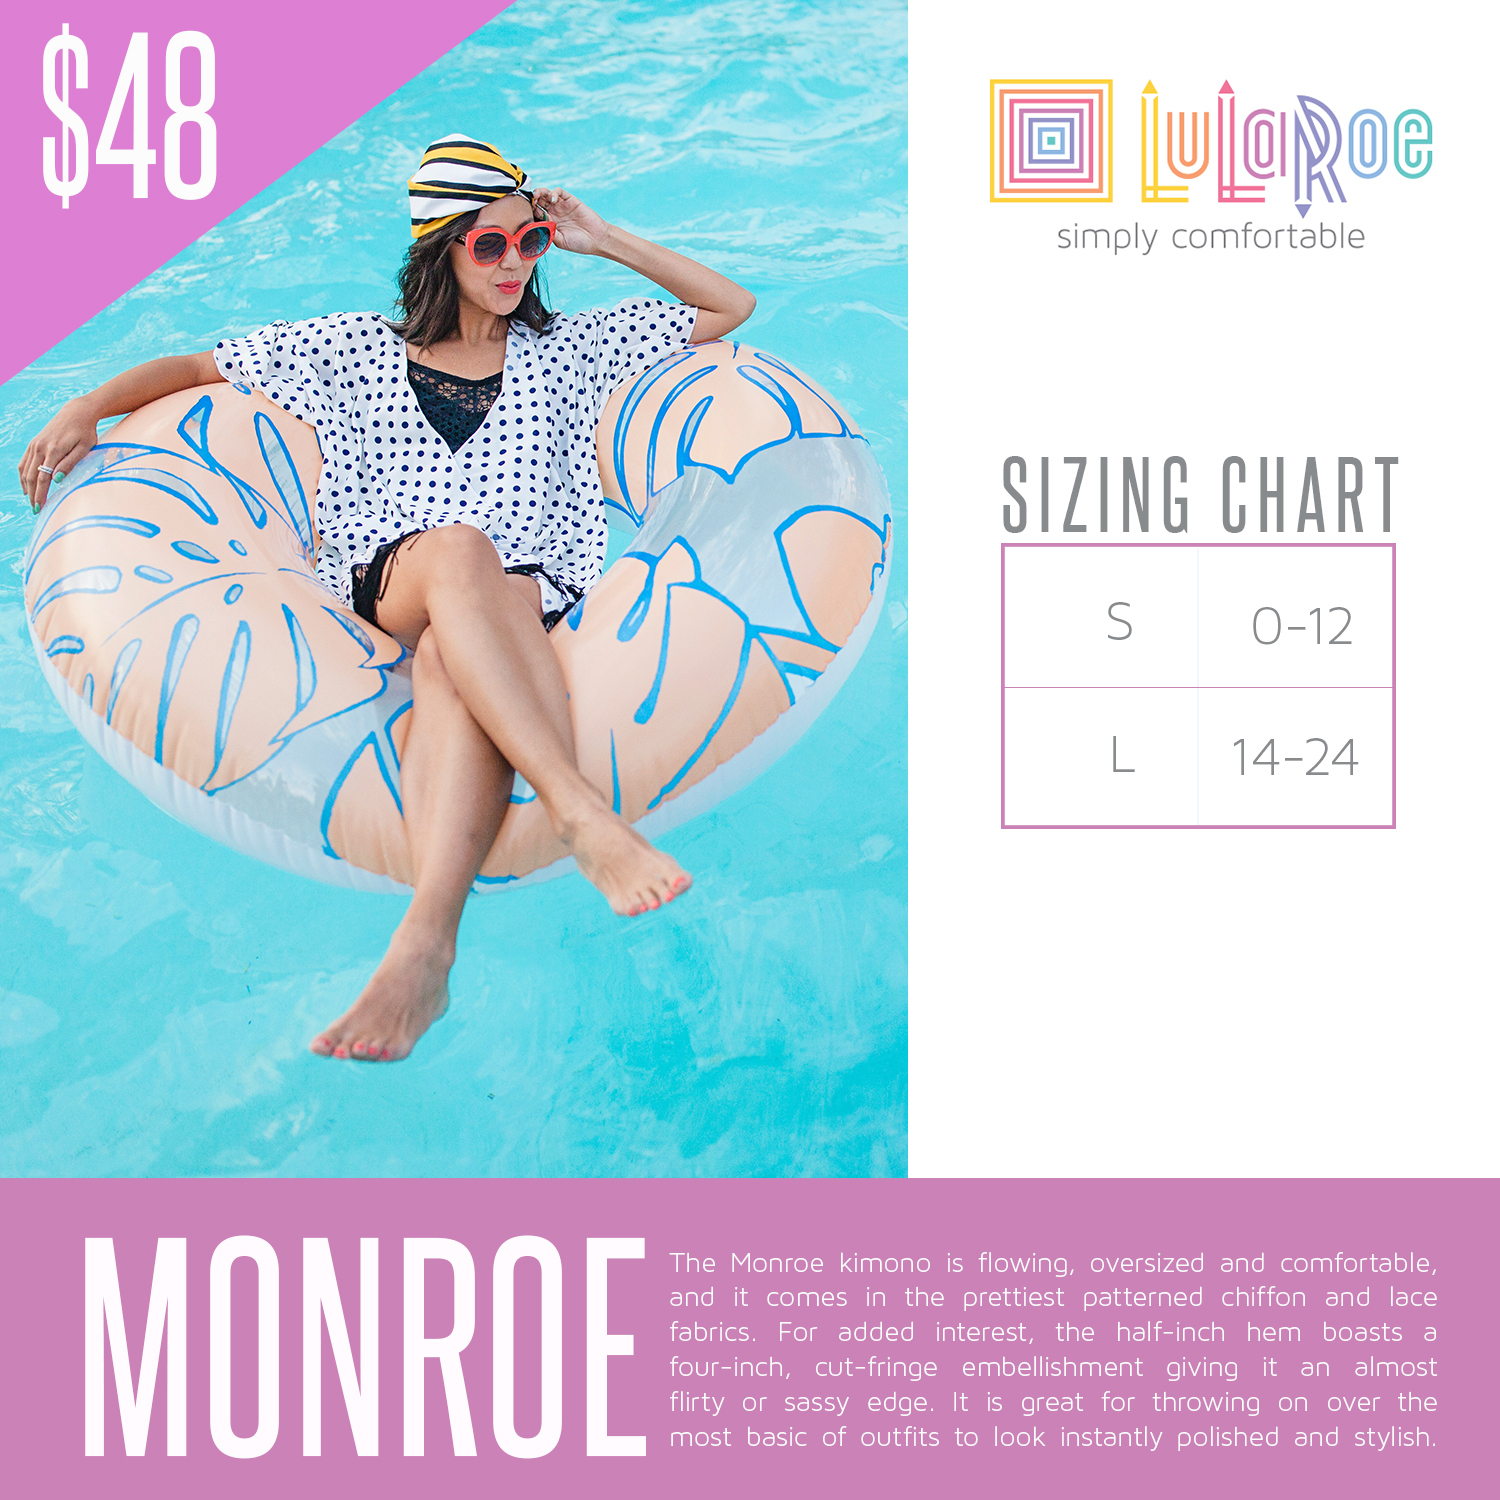 $48
LuLaRoe
simply comfortable
SIZING CHART
S 0-12
L 14-24
MONROE
The Monroe kimono is flowing, oversized and comfortable,
and it comes in the prettiest patterned chiffon and lace
fabrics. For added interest, the half-inch hem boasts a
four-inch, cut-fringe embellishment giving it an almost
flirty or sassy edge. It is great for throwing on over the
most basic of outfits to look instantly polished and stylish.